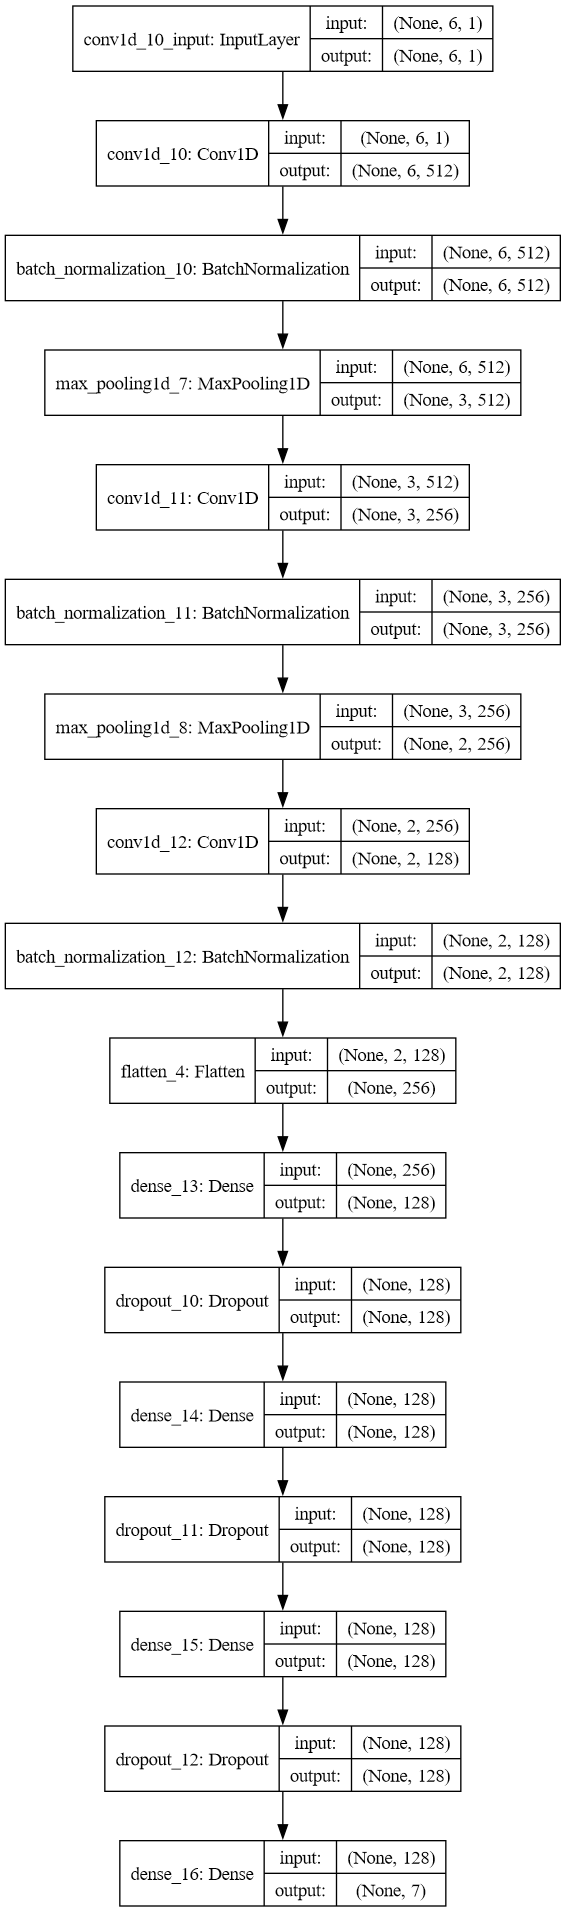 conv1d_10_input: InputLayer
input: (None, 6, 1)
output: (None, 6, 1)
conv1d_10: Conv1D
input: (None, 6, 1)
output: (None, 6, 512)
batch_normalization_10: BatchNormalization
input: (None, 6, 512)
output: (None, 6, 512)
max_pooling1d_7: MaxPooling1D
input: (None, 6, 512)
output: (None, 3, 512)
conv1d_11: Conv1D
input: (None, 3, 512)
output: (None, 3, 256)
batch_normalization_11: BatchNormalization
input: (None, 3, 256)
output: (None, 3, 256)
max_pooling1d_8: MaxPooling1D
input: (None, 3, 256)
output: (None, 2, 256)
conv1d_12: Conv1D
input: (None, 2, 256)
output: (None, 2, 128)
batch_normalization_12: BatchNormalization
input: (None, 2, 128)
output: (None, 2, 128)
flatten_4: Flatten
input: (None, 2, 128)
output: (None, 256)
dense_13: Dense
input: (None, 256)
output: (None, 128)
dropout_10: Dropout
input: (None, 128)
output: (None, 128)
dense_14: Dense
input: (None, 128)
output: (None, 128)
dropout_11: Dropout
input: (None, 128)
output: (None, 128)
dense_15: Dense
input: (None, 128)
output: (None, 128)
dropout_12: Dropout
input: (None, 128)
output: (None, 128)
dense_16: Dense
input: (None, 128)
output: (None, 7)